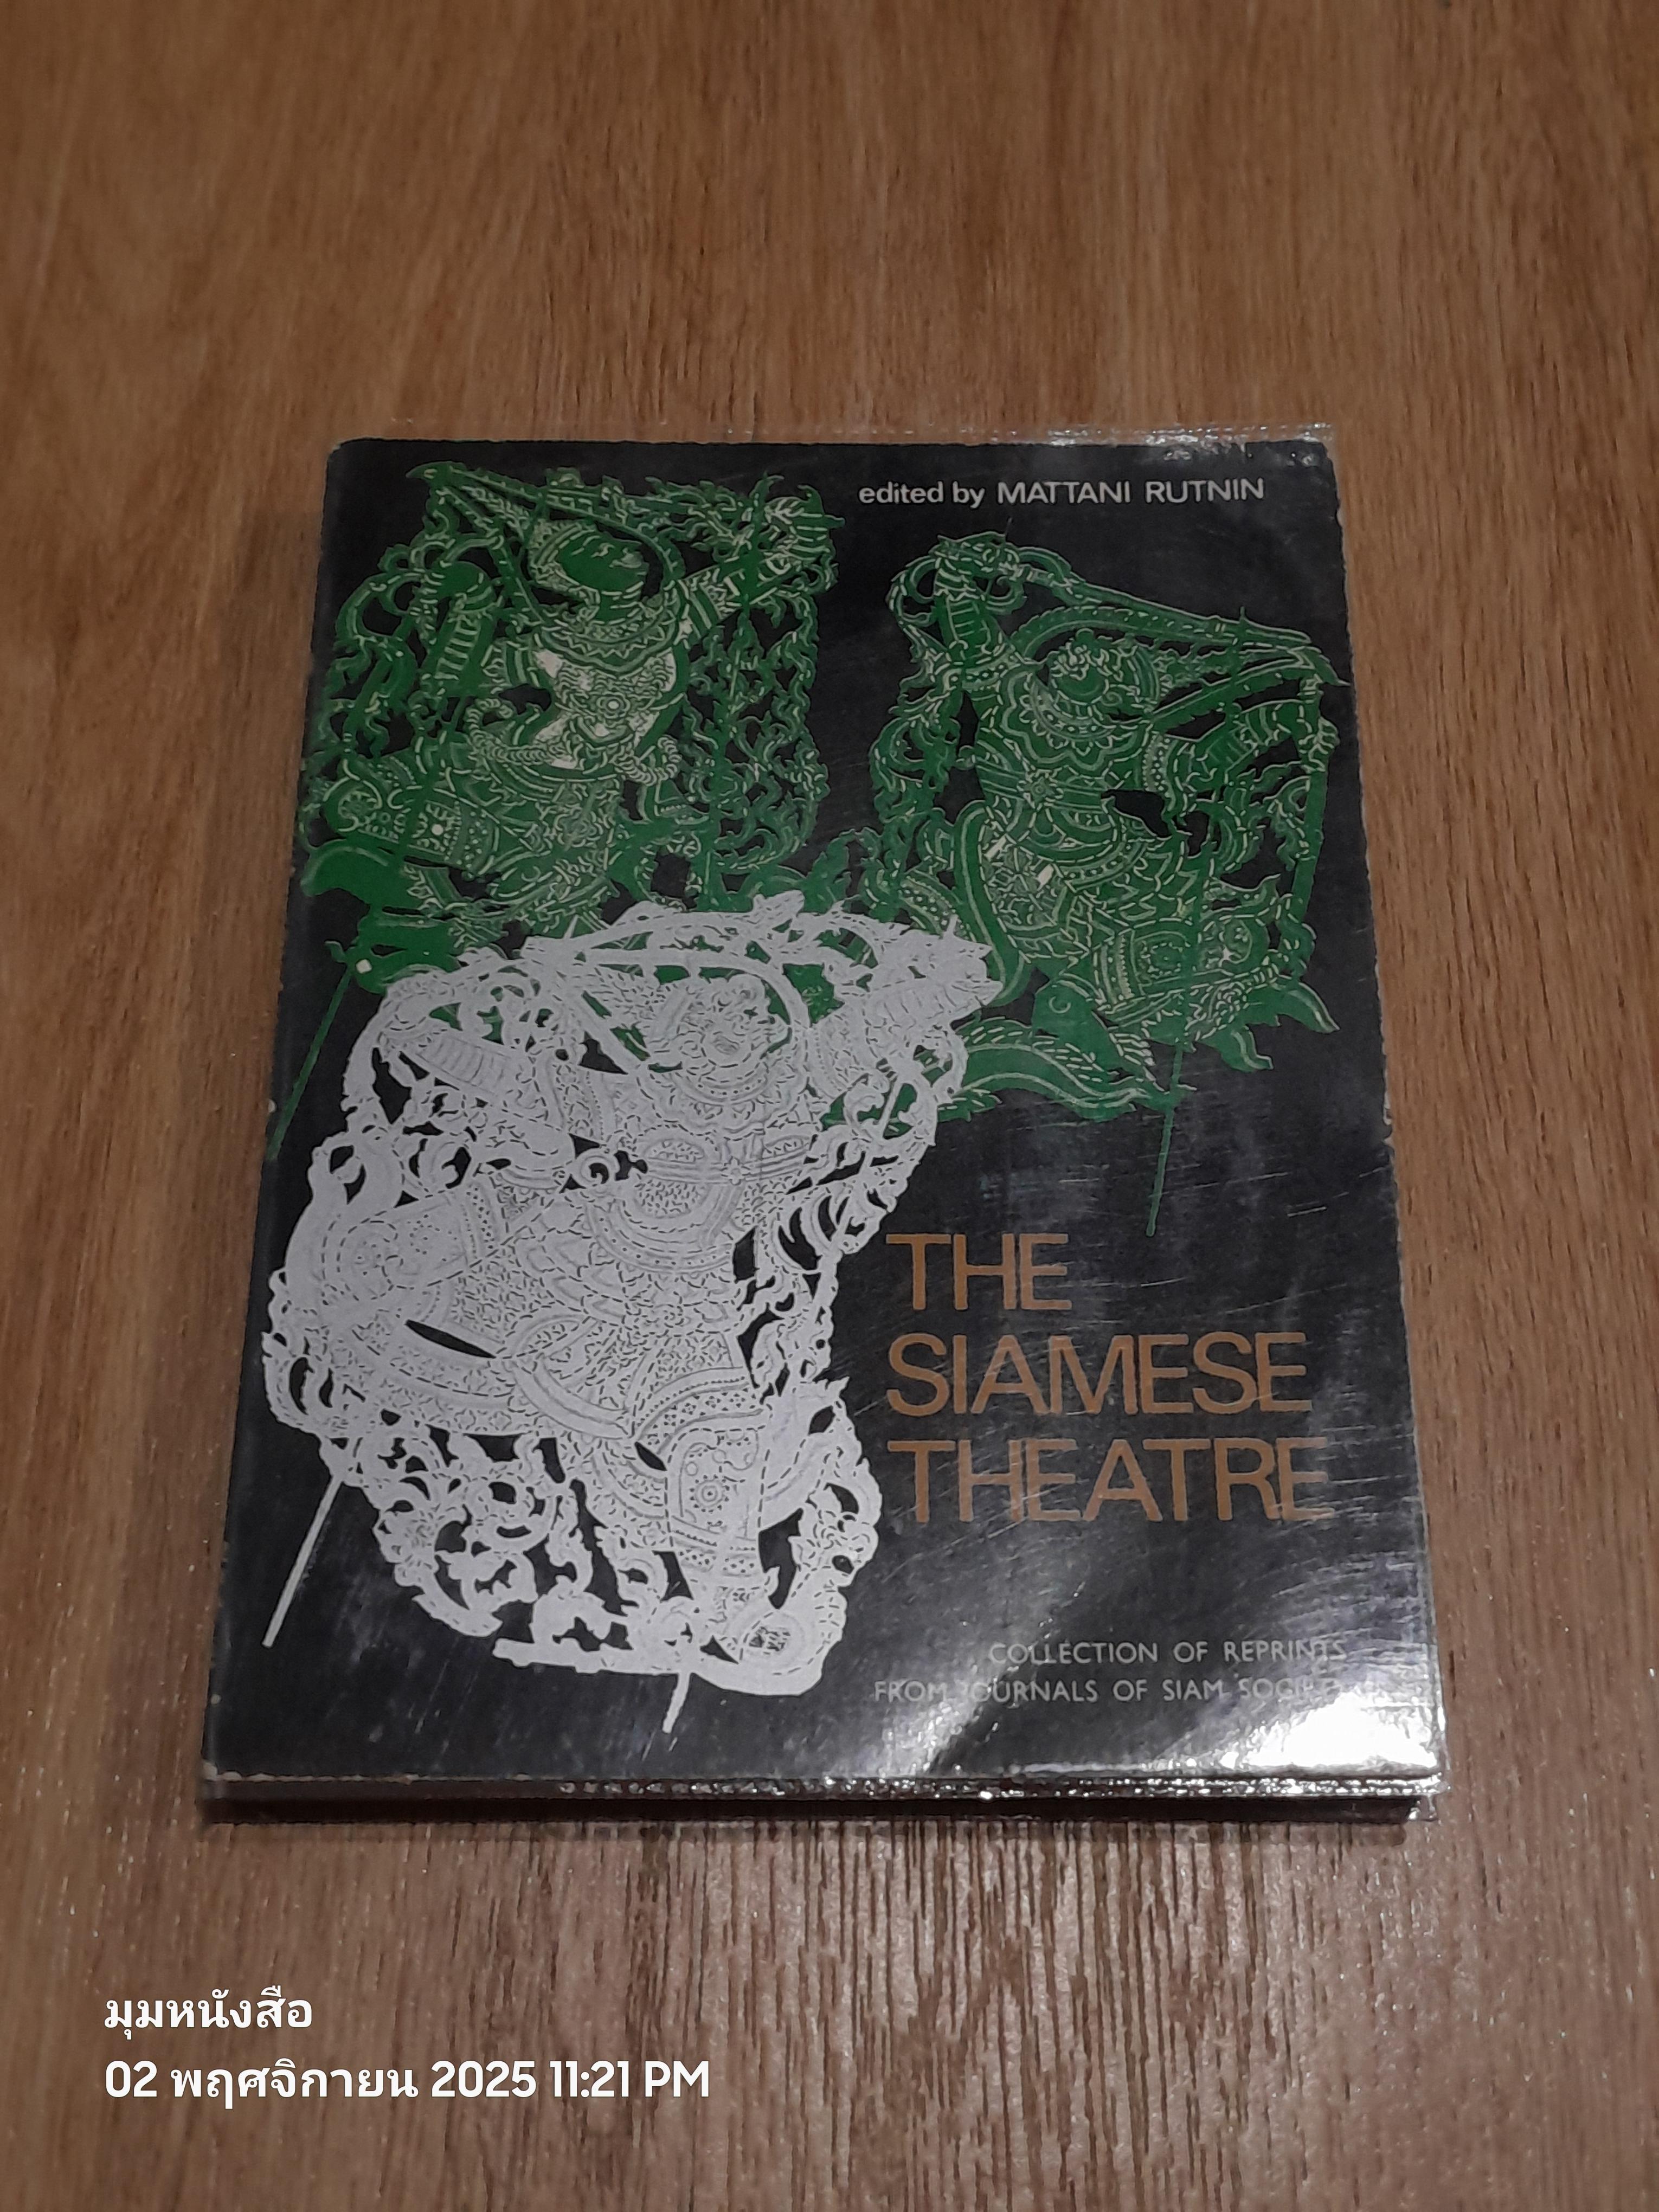 edited by MATTANI RUTNIN
THE
SIAMESE
THEATRE
COLLECTION OF REPRINTS
FROM JOURNALS OF SIAM
มุมหนังสือ
02 พฤศจิกายน 2025 11:21 PM